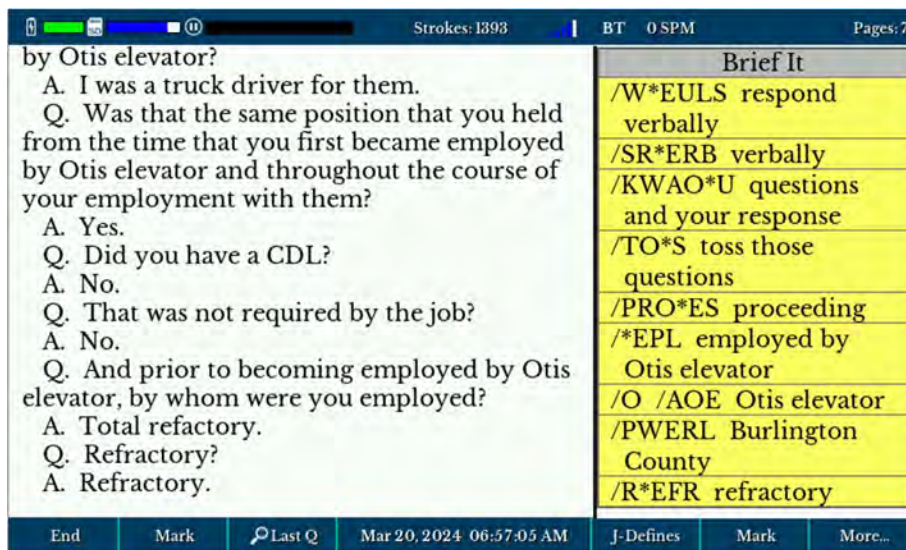 Strokes: 1393
BT 0 SPM
Pages: 7
by Otis elevator?
A. I was a truck driver for them.
Q. Was that the same position that you held
from the time that you first became employed
by Otis elevator and throughout the course of
your employment with them?
A. Yes.
Q. Did you have a CDL?
A. No.
Q. That was not required by the job?
A. No.
Q. And prior to becoming employed by Otis
elevator, by whom were you employed?
A. Total refactory.
Q. Refractory?
A. Refractory.
Brief It
/W*EULS respond
verbally
/SR*ERB verbally
/KWAO*U questions
and your response
/TO*S toss those
questions
/PRO*ES proceeding
/*EPL employed by
Otis elevator
/O /AOE Otis elevator
/PWERL Burlington
County
/R*EFR refractory
End
Mark
Last Q
Mar 20, 2024 06:57:05 AM
J-Defines
Mark
More...